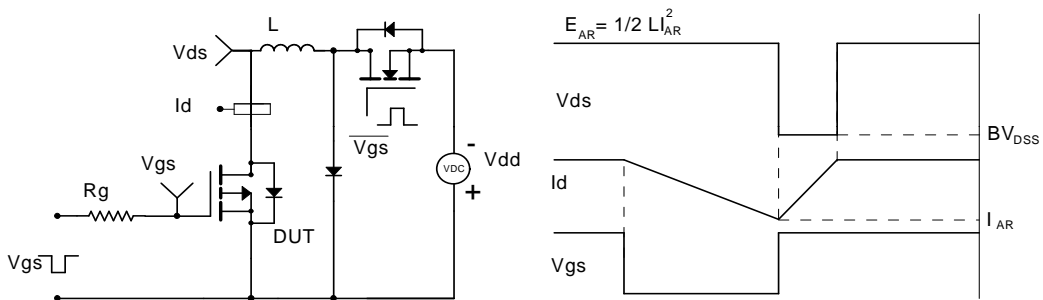 L
Vds
Id
Vgs
Rg
DUT
Vgs
Vgs
VDC
-
+
Vdd
E_AR = 1/2 LI_AR^2
Vds
BV_DSS
Id
I_AR
Vgs